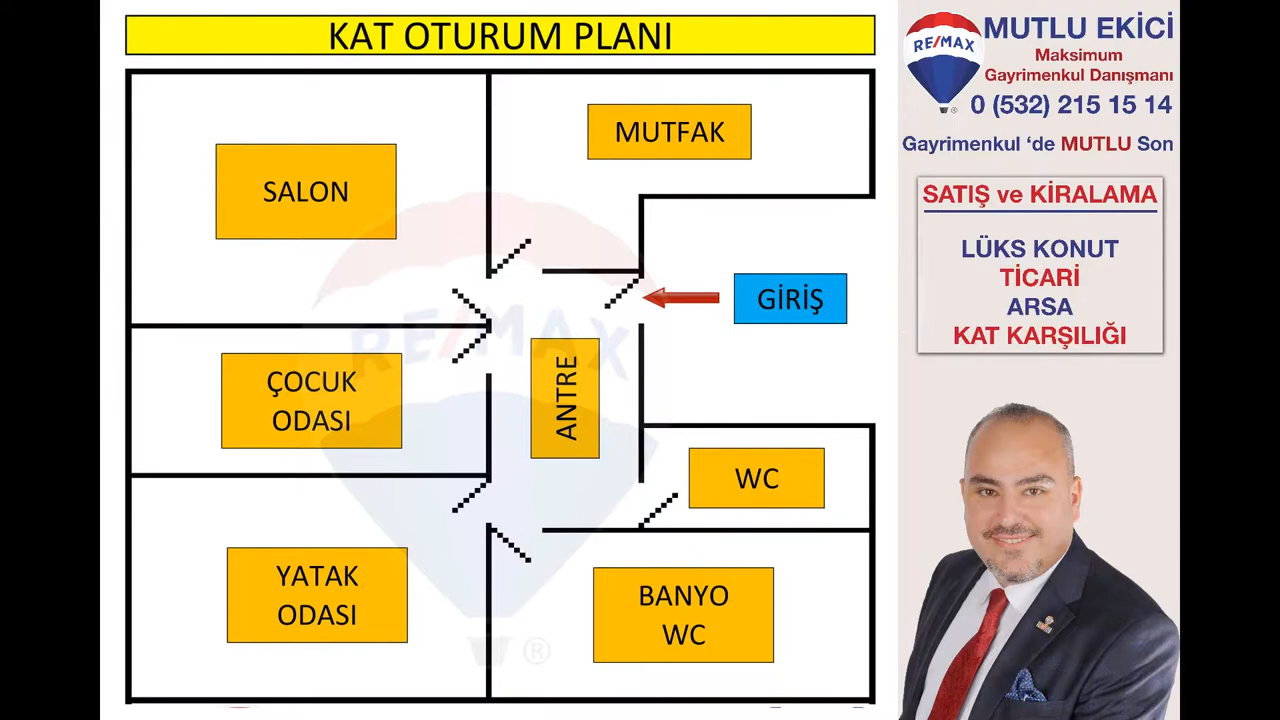 KAT OTURUM PLANI
SALON
MUTFAK
GİRİŞ
ÇOCUK
ODASI
ANTRE
WC
YATAK
ODASI
BANYO
WC
RE/MAX
®
RE/MAX
®
MUTLU EKİCİ
Maksimum
Gayrimenkul Danışmanı
0 (532) 215 15 14
Gayrimenkul ‘de MUTLU Son
SATIŞ ve KİRALAMA
LÜKS KONUT
TİCARİ
ARSA
KAT KARŞILIĞI